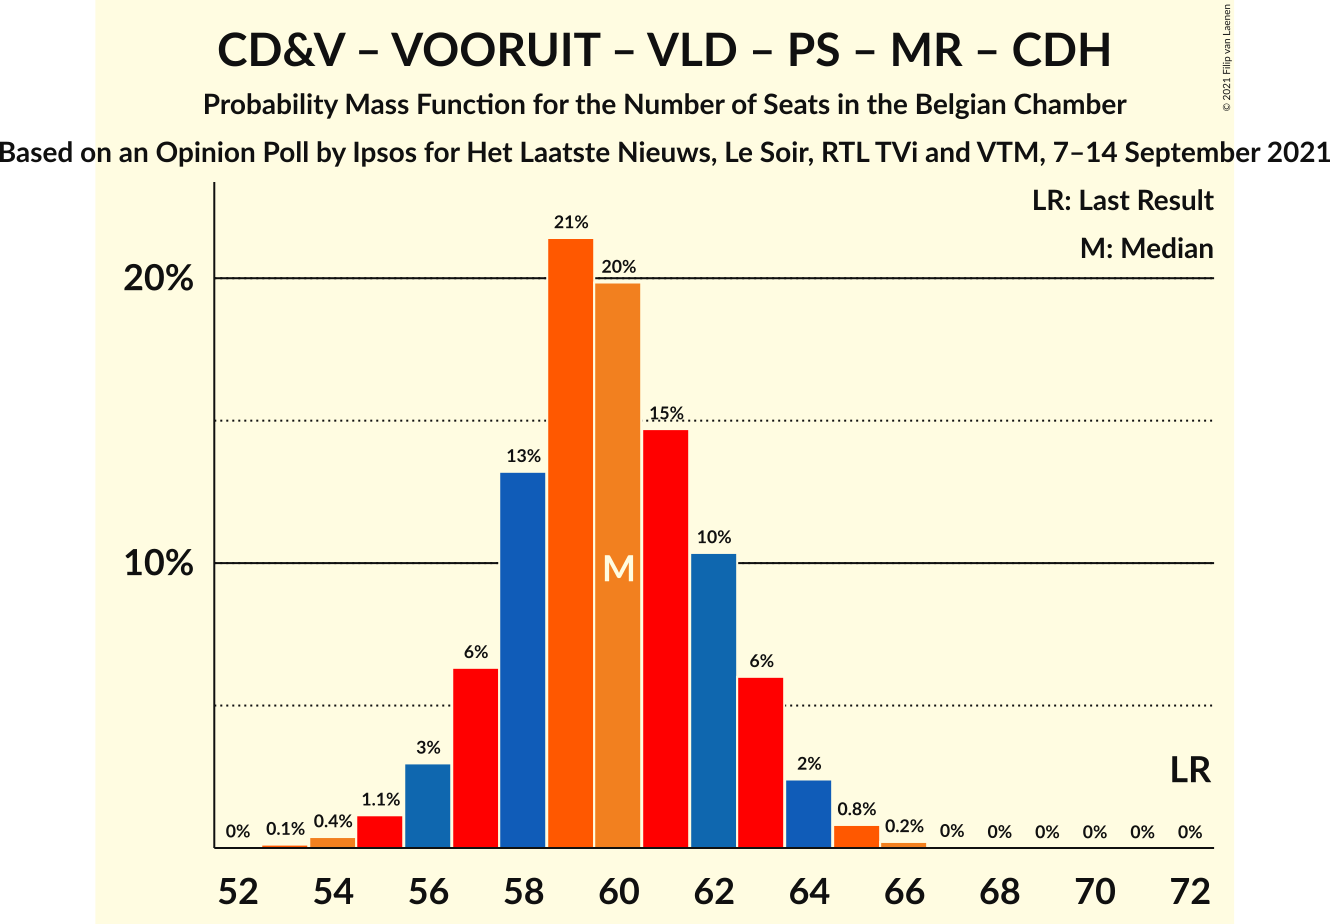 CD&V – VOORUIT – VLD – PS – MR – CDH
Probability Mass Function for the Number of Seats in the Belgian Chamber
Based on an Opinion Poll by Ipsos for Het Laatste Nieuws, Le Soir, RTL TVi and VTM, 7–14 September 2021
© 2021 Filip van Laenen
LR: Last Result
M: Median
20%
10%
0%
0.1%
0.4%
1.1%
3%
6%
13%
21%
20%
15%
10%
6%
2%
0.8%
0.2%
0%
0%
0%
0%
0%
0%
M
LR
52 54 56 58 60 62 64 66 68 70 72